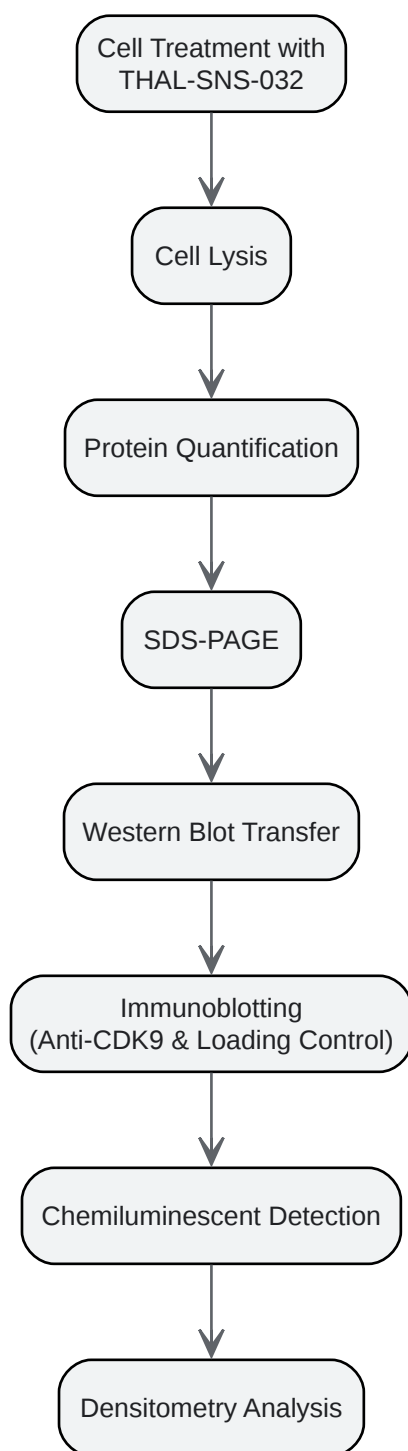 Cell Treatment with
THAL-SNS-032
Cell Lysis
Protein Quantification
SDS-PAGE
Western Blot Transfer
Immunoblotting
(Anti-CDK9 & Loading Control)
Chemiluminescent Detection
Densitometry Analysis